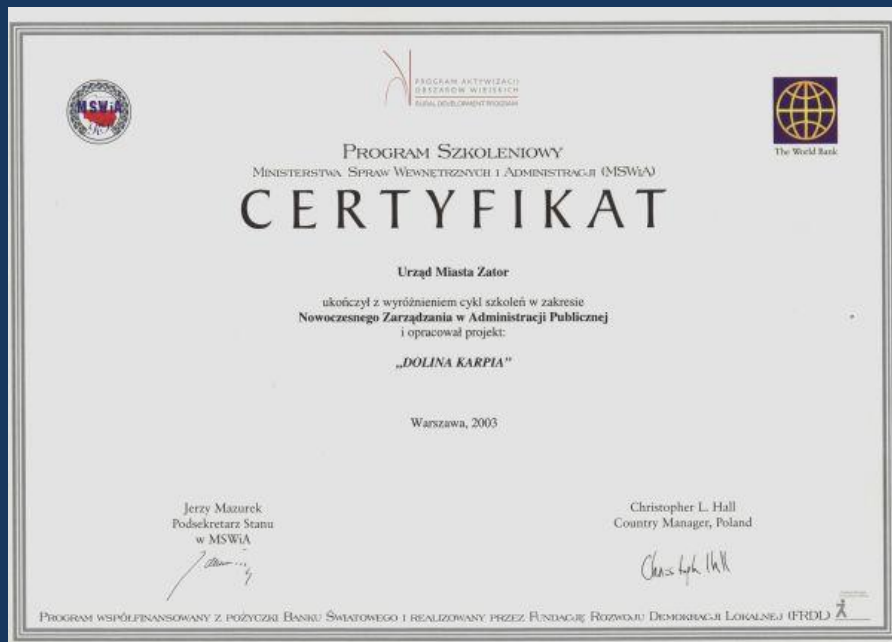 PROGRAM AKTYWIZACJI
OBSZARÓW WIEJSKICH
RURAL DEVELOPMENT PROGRAM
MSWiA
The World Bank
PROGRAM SZKOLENIOWY
MINISTERSTWA SPRAW WEWNĘTRZNYCH I ADMINISTRACJI (MSWiA)
CERTYFIKAT
Urząd Miasta Zator
ukończył z wyróżnieniem cykl szkoleń w zakresie
Nowoczesnego Zarządzania w Administracji Publicznej
i opracował projekt:
„DOLINA KARPIA”
Warszawa, 2003
Jerzy Mazurek
Podsekretarz Stanu
w MSWiA
Christopher L. Hall
Country Manager, Poland
Christoph Hall
PROGRAM WSPÓŁFINANSOWANY Z POŻYCZKI BANKU ŚWIATOWEGO I REALIZOWANY PRZEZ FUNDACJĘ ROZWOJU DEMOKRACJI LOKALNEJ (FRDL)